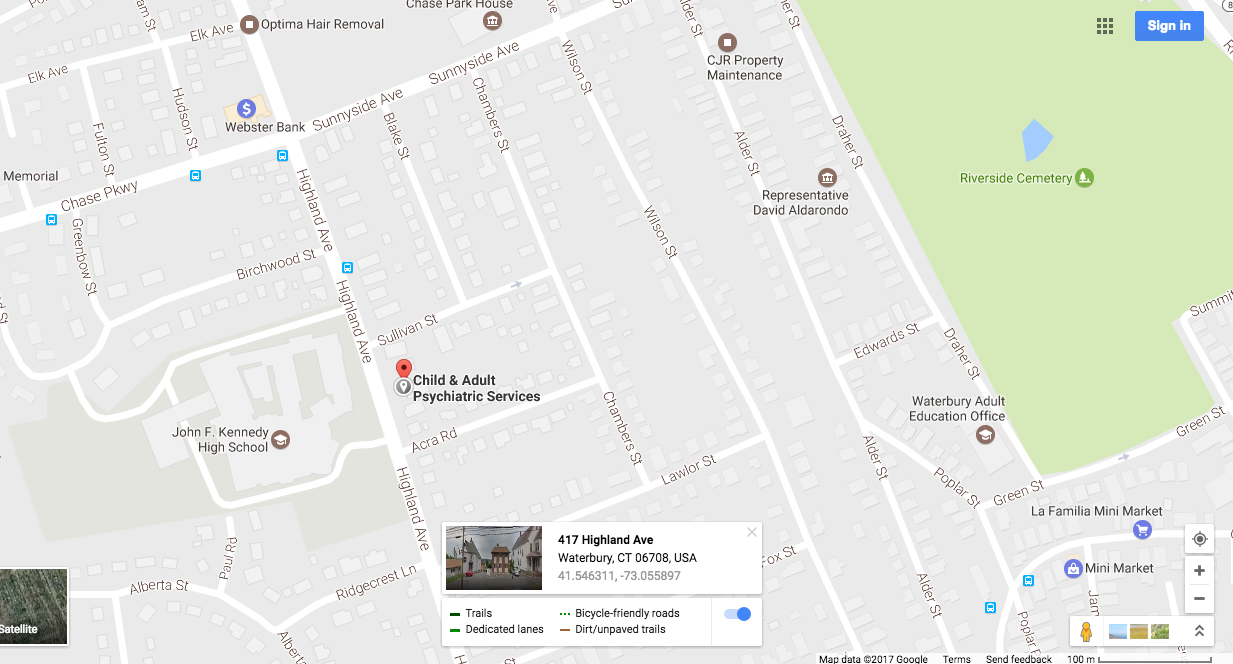 Chase Park House
Elk Ave
Optima Hair Removal
Sign in
Sunnyside Ave
Wilson St
CJR Property
Maintenance
Elk Ave
Hudson St
Chambers St
Webster Bank
Sunnyside Ave
Fulton St
Blake St
Alder St
Draher St
Memorial
Chase Pkwy
Riverside Cemetery
Representative
David Aldarondo
Highland Ave
Wilson St
Greenbow St
Birchwood St
Highland Ave
Summit
Sullivan St
Edwards St
Draher St
Child & Adult
Psychiatric Services
Chambers St
Waterbury Adult
Education Office
John F. Kennedy
High School
Acra Rd
Green St
Alder St
Lawlor St
Highland Ave
Poplar St
Green St
La Familia Mini Market
417 Highland Ave
Waterbury, CT 06708, USA
41.546311, -73.055897
Fox St
Paul Rd
Alberta St
Ridgecrest Ln
Mini Market
Alder St
Trails
Bicycle-friendly roads
Dedicated lanes
Dirt/unpaved trails
Satellite
Map data ©2017 Google
Terms
Send feedback
100 m